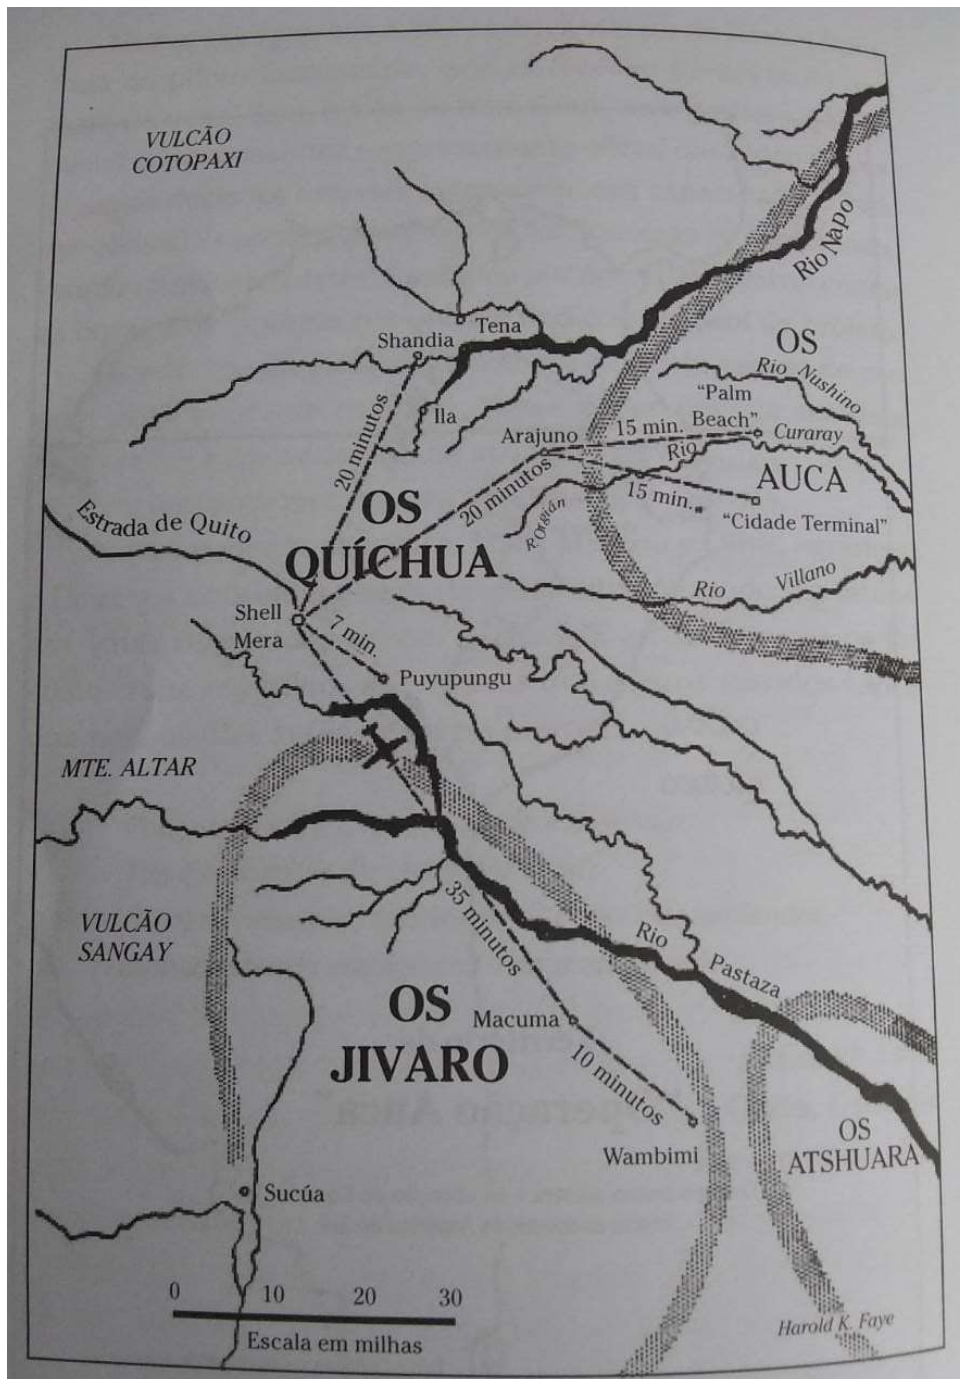 VULCÃO
COTOPAXI
Rio Napo
Tena
Shandia
OS
Rio Nushino
Ila
"Palm
Beach"
15 min.
Arajuno
Curaray
Rio
20 minutos
20 minutos
AUCA
15 min.
"Cidade Terminal"
OS
QUÍCHUA
Estrada de Quito
R. Otgián
Rio Villano
Shell
Mera
7 min.
Puyupungu
MTE. ALTAR
VULCÃO
SANGAY
35 minutos
Rio Pastaza
OS
JIVARO
Macuma
10 minutos
Wambimi
OS
ATSHUARA
Sucúa
0 10 20 30
Escala em milhas
Harold K. Faye